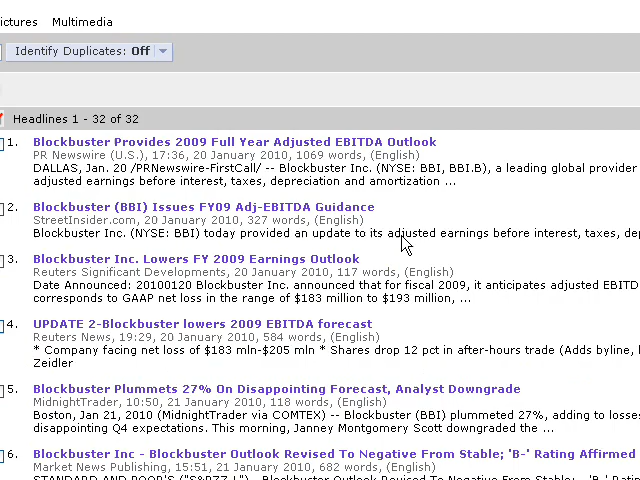 ictures Multimedia
Identify Duplicates: Off
Headlines 1 - 32 of 32
1. Blockbuster Provides 2009 Full Year Adjusted EBITDA Outlook
PR Newswire (U.S.), 17:36, 20 January 2010, 1069 words, (English)
DALLAS, Jan. 20 /PRNewswire-FirstCall/ -- Blockbuster Inc. (NYSE: BBI, BBI.B), a leading global provider
adjusted earnings before interest, taxes, depreciation and amortization ...
2. Blockbuster (BBI) Issues FY09 Adj-EBITDA Guidance
StreetInsider.com, 20 January 2010, 327 words, (English)
Blockbuster Inc. (NYSE: BBI) today provided an update to its adjusted earnings before interest, taxes, dep
3. Blockbuster Inc. Lowers FY 2009 Earnings Outlook
Reuters Significant Developments, 20 January 2010, 117 words, (English)
Date Announced: 20100120 Blockbuster Inc. announced that for fiscal 2009, it anticipates adjusted EBITD
corresponds to GAAP net loss in the range of $183 million to $193 million, ...
4. UPDATE 2-Blockbuster lowers 2009 EBITDA forecast
Reuters News, 19:29, 20 January 2010, 584 words, (English)
* Company facing net loss of $183 mln-$205 mln * Shares drop 12 pct in after-hours trade (Adds byline,
Zeidler
5. Blockbuster Plummets 27% On Disappointing Forecast, Analyst Downgrade
MidnightTrader, 10:50, 21 January 2010, 118 words, (English)
Boston, Jan 21, 2010 (MidnightTrader via COMTEX) -- Blockbuster (BBI) plummeted 27%, adding to losses
disappointing Q4 expectations. This morning, Janney Montgomery Scott downgraded the ...
6. Blockbuster Inc - Blockbuster Outlook Revised To Negative From Stable; 'B-' Rating Affirmed
Market News Publishing, 15:51, 21 January 2010, 682 words, (English)